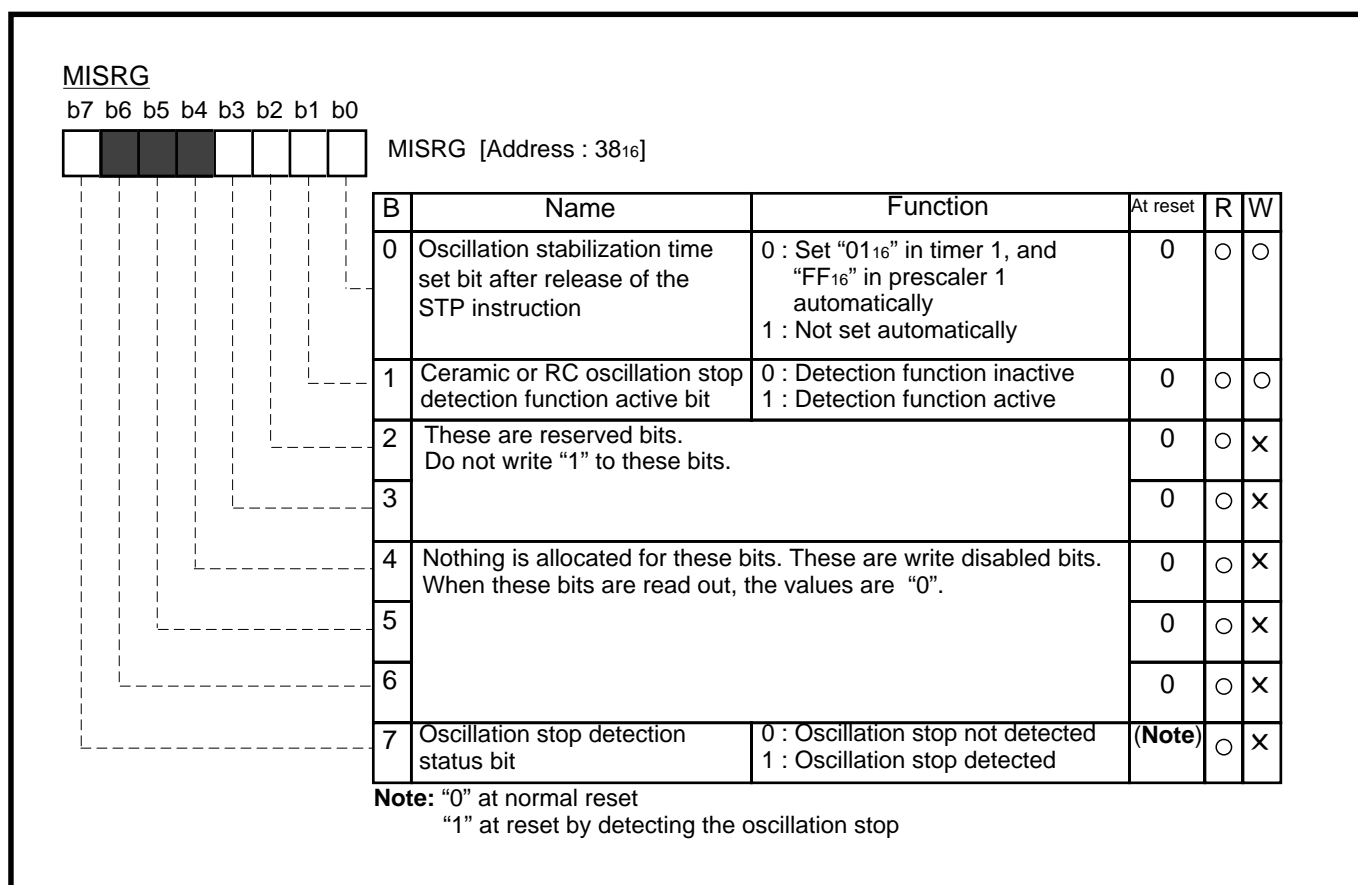 MISRG
b7 b6 b5 b4 b3 b2 b1 b0
MISRG [Address : 3816]
B Name Function At reset R W
0 Oscillation stabilization time 0 : Set “0116” in timer 1, and 0 ○ ○
set bit after release of the “FF16” in prescaler 1
STP instruction automatically
1 : Not set automatically
1 Ceramic or RC oscillation stop 0 : Detection function inactive 0 ○ ○
detection function active bit 1 : Detection function active
2 These are reserved bits. 0 ○ ×
Do not write “1” to these bits.
3 0 ○ ×
4 Nothing is allocated for these bits. These are write disabled bits. 0 ○ ×
When these bits are read out, the values are “0”.
5 0 ○ ×
6 0 ○ ×
7 Oscillation stop detection 0 : Oscillation stop not detected (Note) ○ ×
status bit 1 : Oscillation stop detected
Note: “0” at normal reset
“1” at reset by detecting the oscillation stop